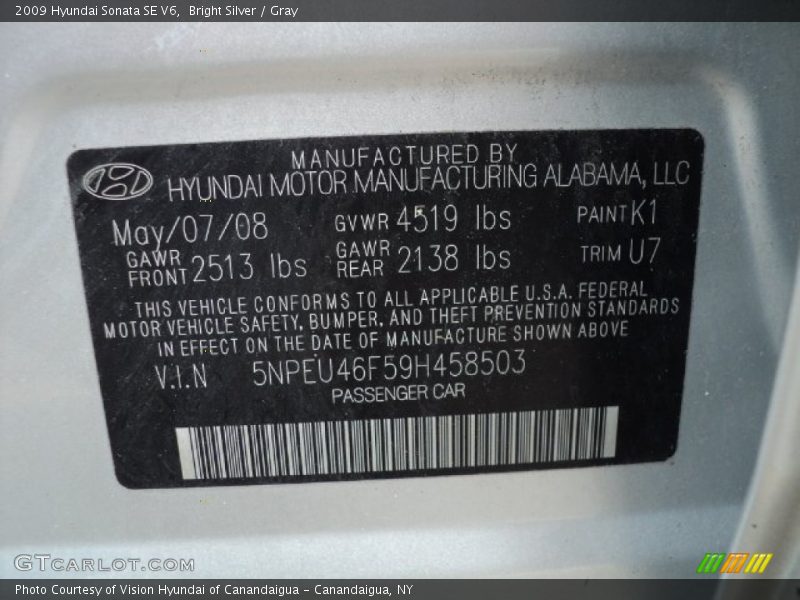 2009 Hyundai Sonata SE V6,  Bright Silver / Gray
MANUFACTURED BY
HYUNDAI MOTOR MANUFACTURING ALABAMA, LLC
May/07/08 GVWR 4519 lbs PAINT K1
GAWR FRONT 2513 lbs GAWR REAR 2138 lbs TRIM U7
THIS VEHICLE CONFORMS TO ALL APPLICABLE U.S.A. FEDERAL
MOTOR VEHICLE SAFETY, BUMPER, AND THEFT PREVENTION STANDARDS
IN EFFECT ON THE DATE OF MANUFACTURE SHOWN ABOVE
V.I.N 5NPEU46F59H458503
PASSENGER CAR
GTCARLOT.COM
Photo Courtesy of Vision Hyundai of Canandaigua - Canandaigua, NY